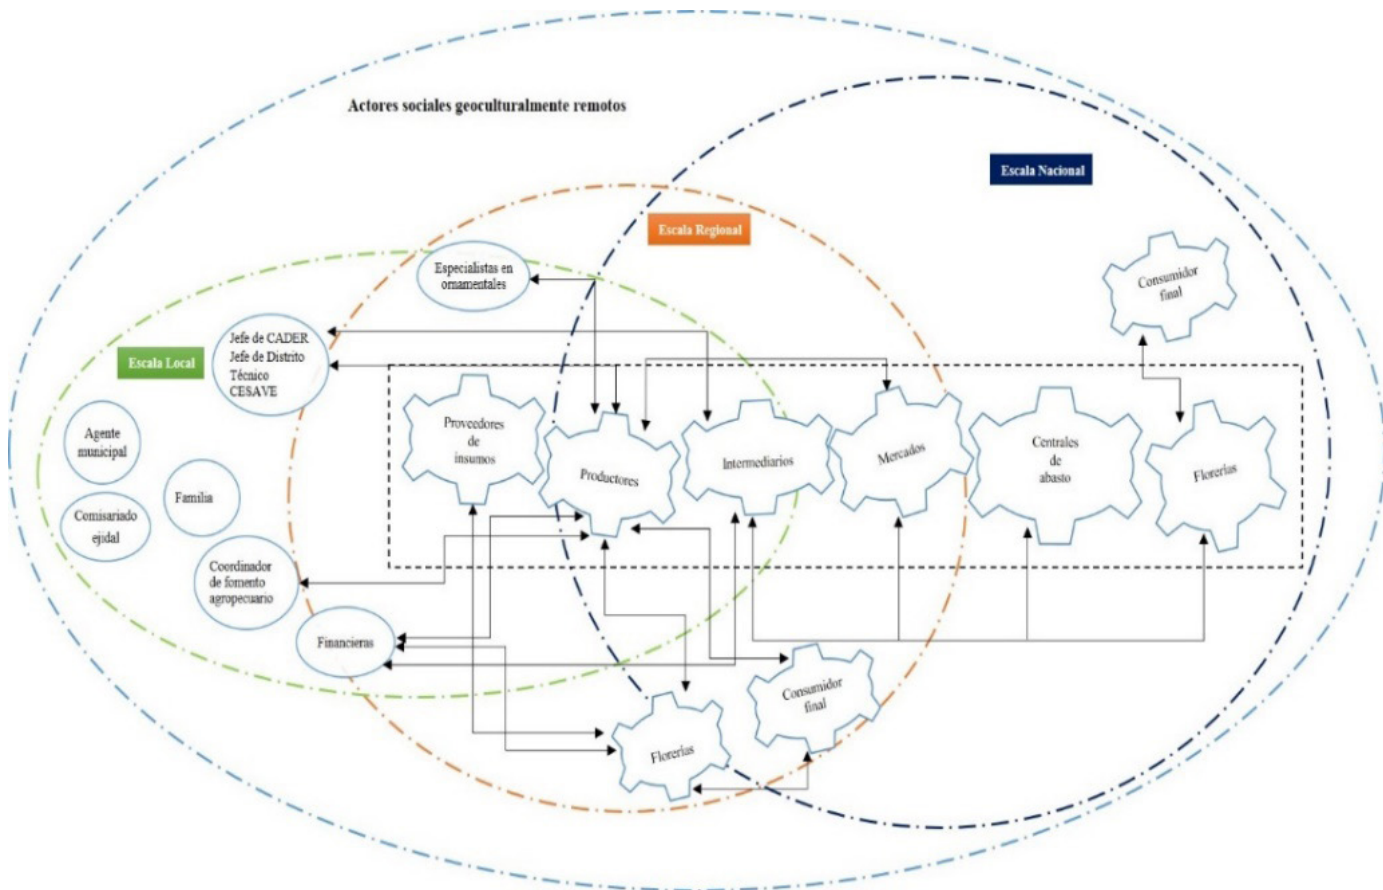 Actores sociales geoculturalmente remotos
Escala Nacional
Escala Regional
Especialistas en
ornamentales
Consumidor
final
Jefe de CADER
Jefe de Distrito
Técnico
CESAVE
Escala Local
Agente
municipal
Familia
Comisariado
ejidal
Coordinador
de fomento
agropecuario
Financieras
Proveedores
de
insumos
Productores
Intermediarios
Mercados
Centrales
de
abasto
Florerías
Consumidor
final
Florerías